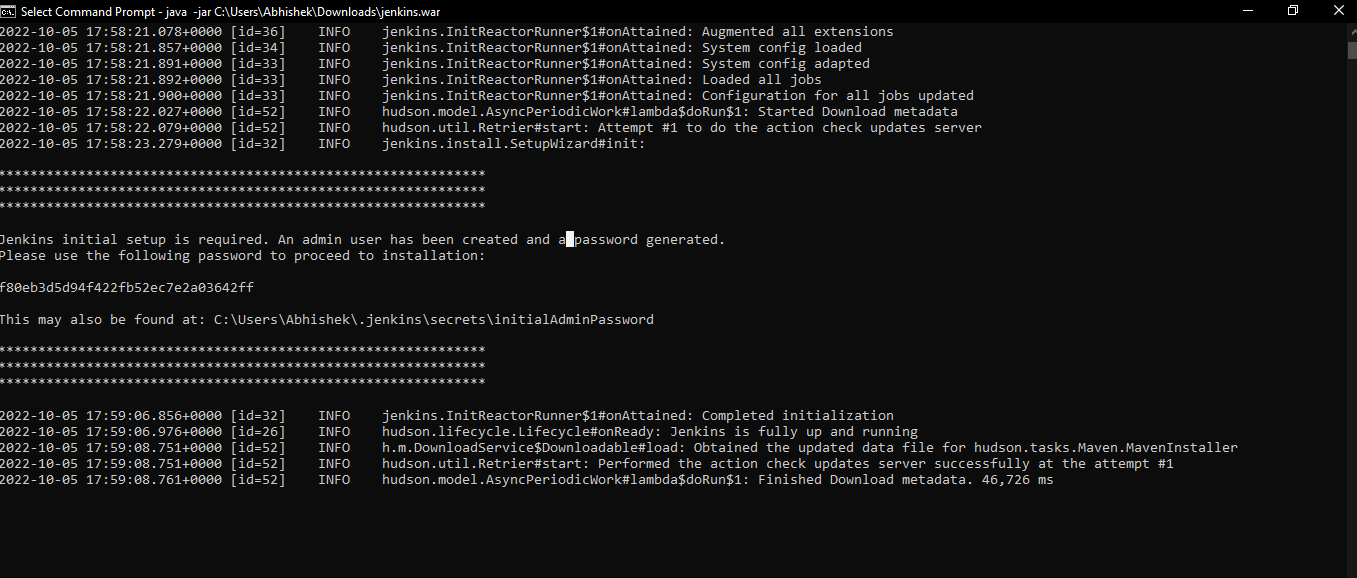 Select Command Prompt - java  -jar C:\Users\Abhishek\Downloads\jenkins.war
2022-10-05 17:58:21.078+0000 [id=36]    INFO    jenkins.InitReactorRunner$1#onAttained: Augmented all extensions
2022-10-05 17:58:21.857+0000 [id=34]    INFO    jenkins.InitReactorRunner$1#onAttained: System config loaded
2022-10-05 17:58:21.891+0000 [id=33]    INFO    jenkins.InitReactorRunner$1#onAttained: System config adapted
2022-10-05 17:58:21.892+0000 [id=33]    INFO    jenkins.InitReactorRunner$1#onAttained: Loaded all jobs
2022-10-05 17:58:21.900+0000 [id=33]    INFO    jenkins.InitReactorRunner$1#onAttained: Configuration for all jobs updated
2022-10-05 17:58:22.027+0000 [id=52]    INFO    hudson.model.AsyncPeriodicWork#lambda$doRun$1: Started Download metadata
2022-10-05 17:58:22.079+0000 [id=52]    INFO    hudson.util.Retrier#start: Attempt #1 to do the action check updates server
2022-10-05 17:58:23.279+0000 [id=32]    INFO    jenkins.install.SetupWizard#init:
*************************************************************
*************************************************************
*************************************************************
Jenkins initial setup is required. An admin user has been created and a password generated.
Please use the following password to proceed to installation:
f80eb3d5d94f422fb52ec7e2a03642ff
This may also be found at: C:\Users\Abhishek\.jenkins\secrets\initialAdminPassword
*************************************************************
*************************************************************
*************************************************************
2022-10-05 17:59:06.856+0000 [id=32]    INFO    jenkins.InitReactorRunner$1#onAttained: Completed initialization
2022-10-05 17:59:06.976+0000 [id=26]    INFO    hudson.lifecycle.Lifecycle#onReady: Jenkins is fully up and running
2022-10-05 17:59:08.751+0000 [id=52]    INFO    h.m.DownloadService$Downloadable#load: Obtained the updated data file for hudson.tasks.Maven.MavenInstaller
2022-10-05 17:59:08.751+0000 [id=52]    INFO    hudson.util.Retrier#start: Performed the action check updates server successfully at the attempt #1
2022-10-05 17:59:08.761+0000 [id=52]    INFO    hudson.model.AsyncPeriodicWork#lambda$doRun$1: Finished Download metadata. 46,726 ms